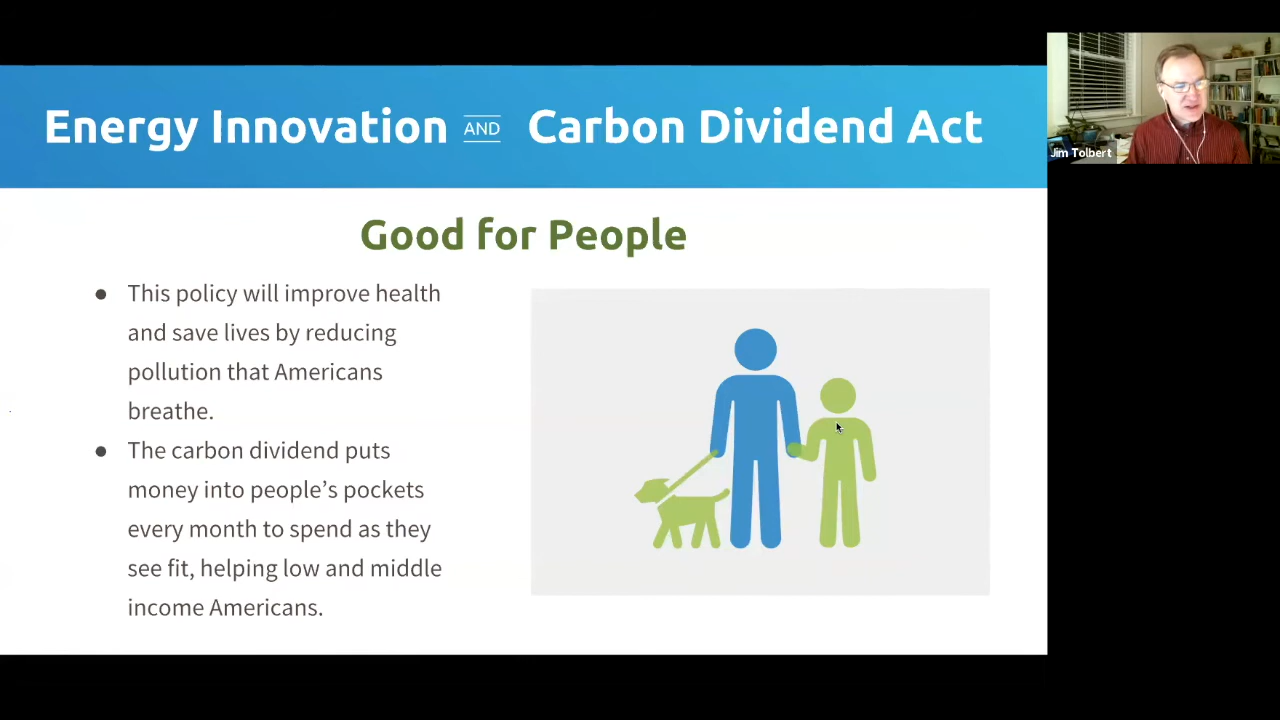 Energy Innovation AND Carbon Dividend Act
Jim Tolbert
Good for People
● This policy will improve health
and save lives by reducing
pollution that Americans
breathe.
● The carbon dividend puts
money into people’s pockets
every month to spend as they
see fit, helping low and middle
income Americans.